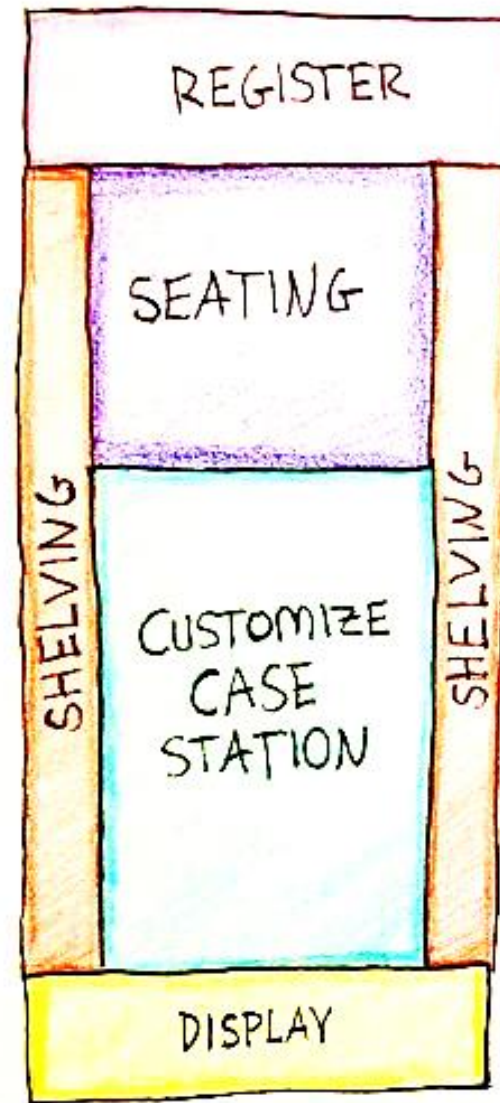 REGISTER
SEATING
SHELVING
SHELVING
CUSTOMIZE
CASE
STATION
DISPLAY